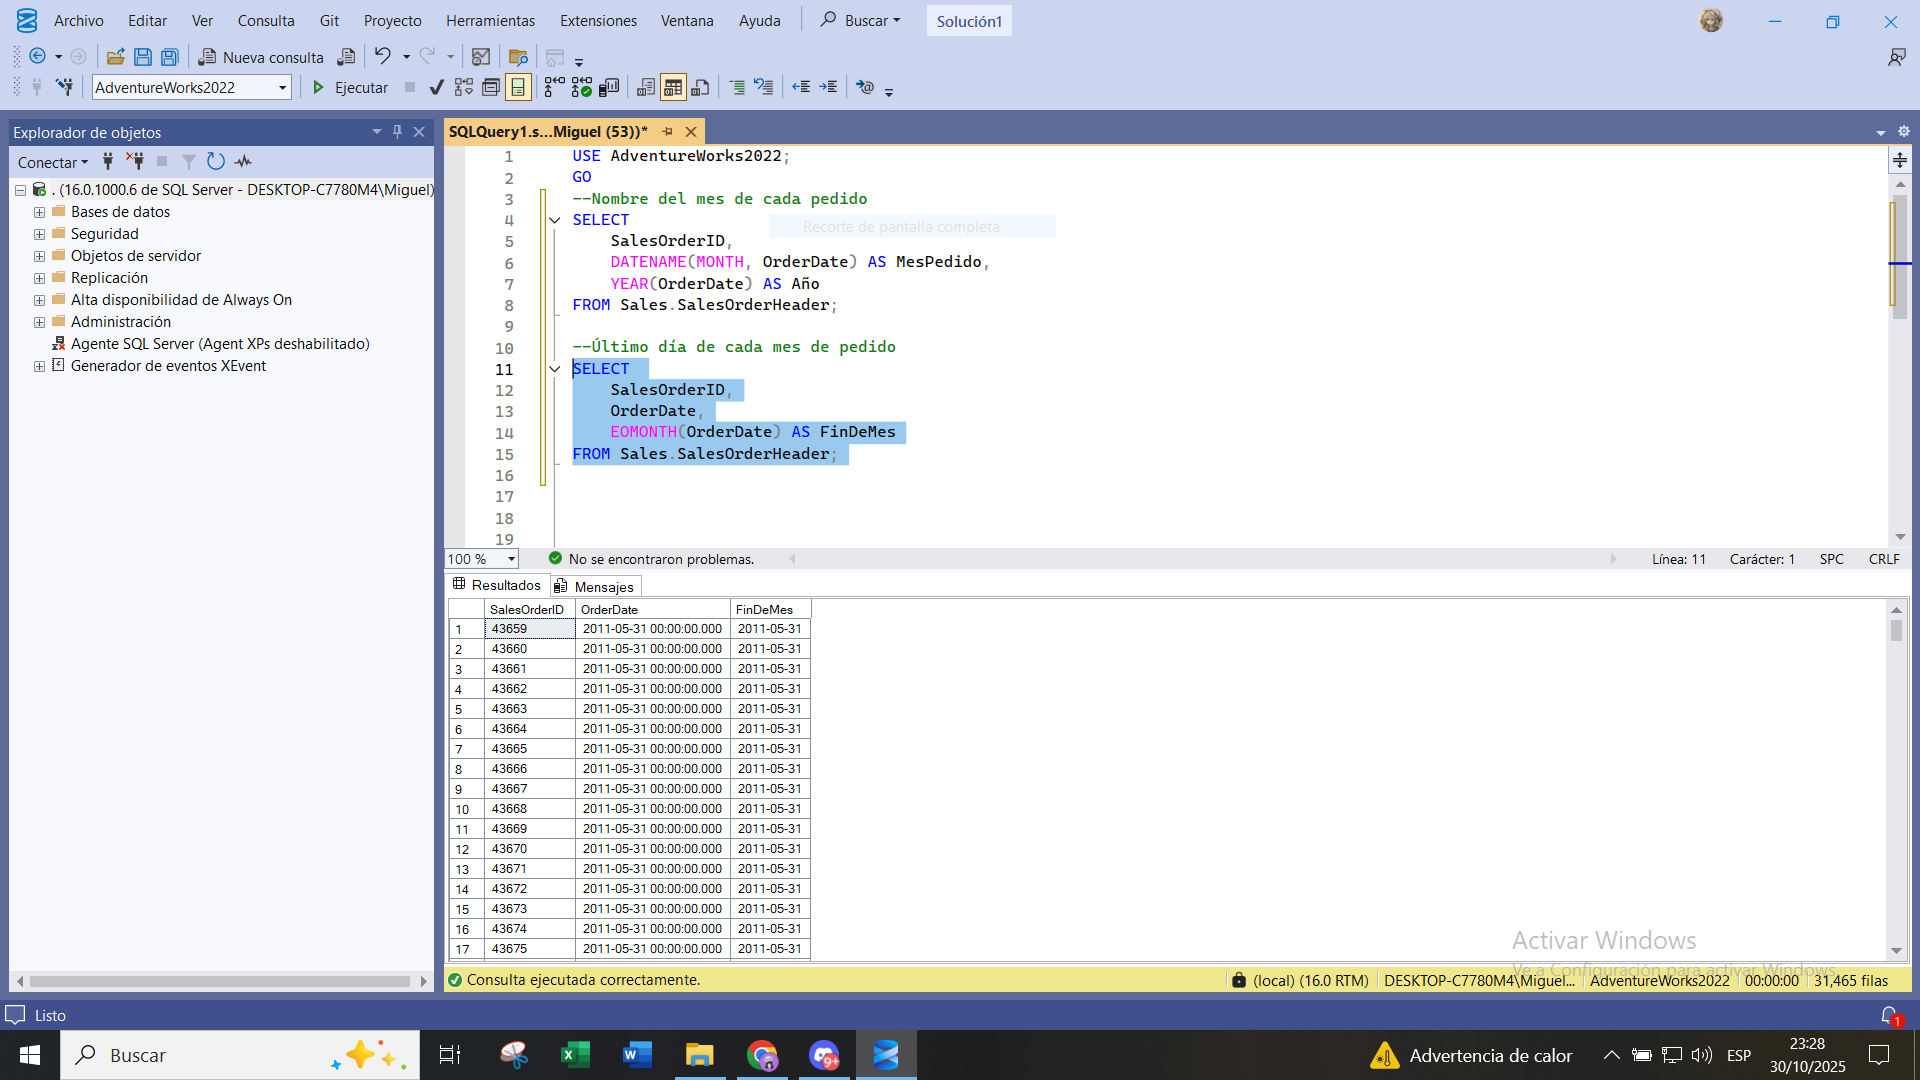 Archivo Editar Ver Consulta Git Proyecto Herramientas Extensiones Ventana Ayuda Buscar Solución1
Nueva consulta
AdventureWorks2022 Ejecutar
Explorador de objetos
Conectar
. (16.0.1000.6 de SQL Server - DESKTOP-C7780M4\Miguel)
Bases de datos
Seguridad
Objetos de servidor
Replicación
Alta disponibilidad de Always On
Administración
Agente SQL Server (Agent XPs deshabilitado)
Generador de eventos XEvent
SQLQuery1.s...Miguel (53))*
1 USE AdventureWorks2022;
2 GO
3 --Nombre del mes de cada pedido
4 SELECT
Recorte de pantalla completa
5 SalesOrderID,
6 DATENAME(MONTH, OrderDate) AS MesPedido,
7 YEAR(OrderDate) AS Año
8 FROM Sales.SalesOrderHeader;
9
10 --Último día de cada mes de pedido
11 SELECT
12 SalesOrderID,
13 OrderDate,
14 EOMONTH(OrderDate) AS FinDeMes
15 FROM Sales.SalesOrderHeader;
16
17
18
19
100 % No se encontraron problemas. Línea: 11 Carácter: 1 SPC CRLF
Resultados Mensajes
SalesOrderID OrderDate FinDeMes
1 43659 2011-05-31 00:00:00.000 2011-05-31
2 43660 2011-05-31 00:00:00.000 2011-05-31
3 43661 2011-05-31 00:00:00.000 2011-05-31
4 43662 2011-05-31 00:00:00.000 2011-05-31
5 43663 2011-05-31 00:00:00.000 2011-05-31
6 43664 2011-05-31 00:00:00.000 2011-05-31
7 43665 2011-05-31 00:00:00.000 2011-05-31
8 43666 2011-05-31 00:00:00.000 2011-05-31
9 43667 2011-05-31 00:00:00.000 2011-05-31
10 43668 2011-05-31 00:00:00.000 2011-05-31
11 43669 2011-05-31 00:00:00.000 2011-05-31
12 43670 2011-05-31 00:00:00.000 2011-05-31
13 43671 2011-05-31 00:00:00.000 2011-05-31
14 43672 2011-05-31 00:00:00.000 2011-05-31
15 43673 2011-05-31 00:00:00.000 2011-05-31
16 43674 2011-05-31 00:00:00.000 2011-05-31
17 43675 2011-05-31 00:00:00.000 2011-05-31
Activar Windows
Ve a Configuración para activar Windows.
Consulta ejecutada correctamente. (local) (16.0 RTM) DESKTOP-C7780M4\Miguel... AdventureWorks2022 00:00:00 31,465 filas
Listo 1
Buscar 9+ Advertencia de calor ESP 23:28
30/10/2025